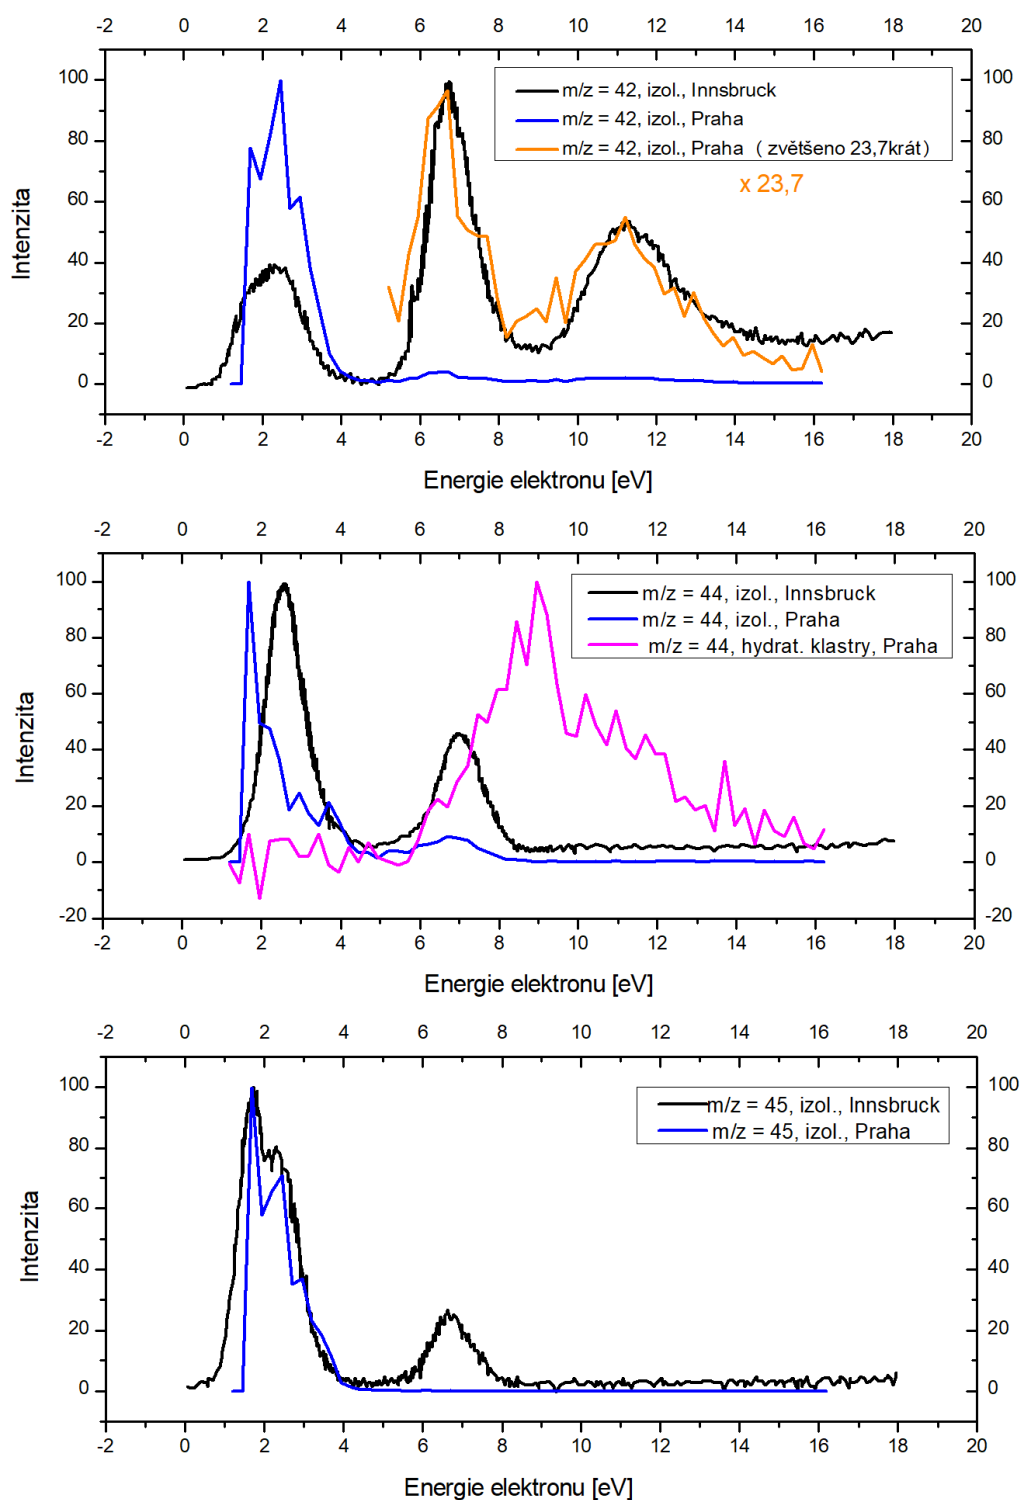 -2 0 2 4 6 8 10 12 14 16 18 20
100 100
80 80
60 60
40 40
20 20
0 0
Intenzita
m/z = 42, izol., Innsbruck
m/z = 42, izol., Praha
m/z = 42, izol., Praha ( zvětšeno 23,7krát)
x 23,7
-2 0 2 4 6 8 10 12 14 16 18 20
Energie elektronu [eV]
-2 0 2 4 6 8 10 12 14 16 18 20
100 100
80 80
60 60
40 40
20 20
0 0
-20 -20
Intenzita
m/z = 44, izol., Innsbruck
m/z = 44, izol., Praha
m/z = 44, hydrat. klastry, Praha
-2 0 2 4 6 8 10 12 14 16 18 20
Energie elektronu [eV]
-2 0 2 4 6 8 10 12 14 16 18 20
100 100
80 80
60 60
40 40
20 20
0 0
Intenzita
m/z = 45, izol., Innsbruck
m/z = 45, izol., Praha
-2 0 2 4 6 8 10 12 14 16 18 20
Energie elektronu [eV]